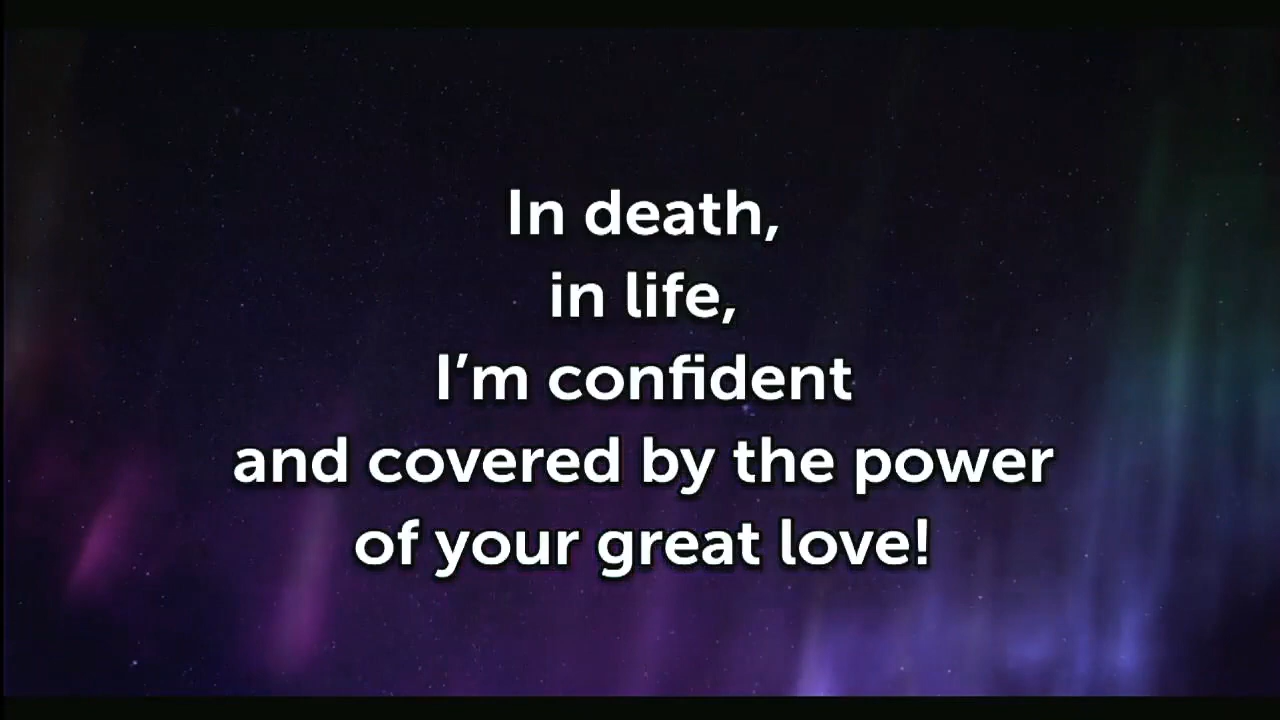 In death,
in life,
I’m confident
and covered by the power
of your great love!